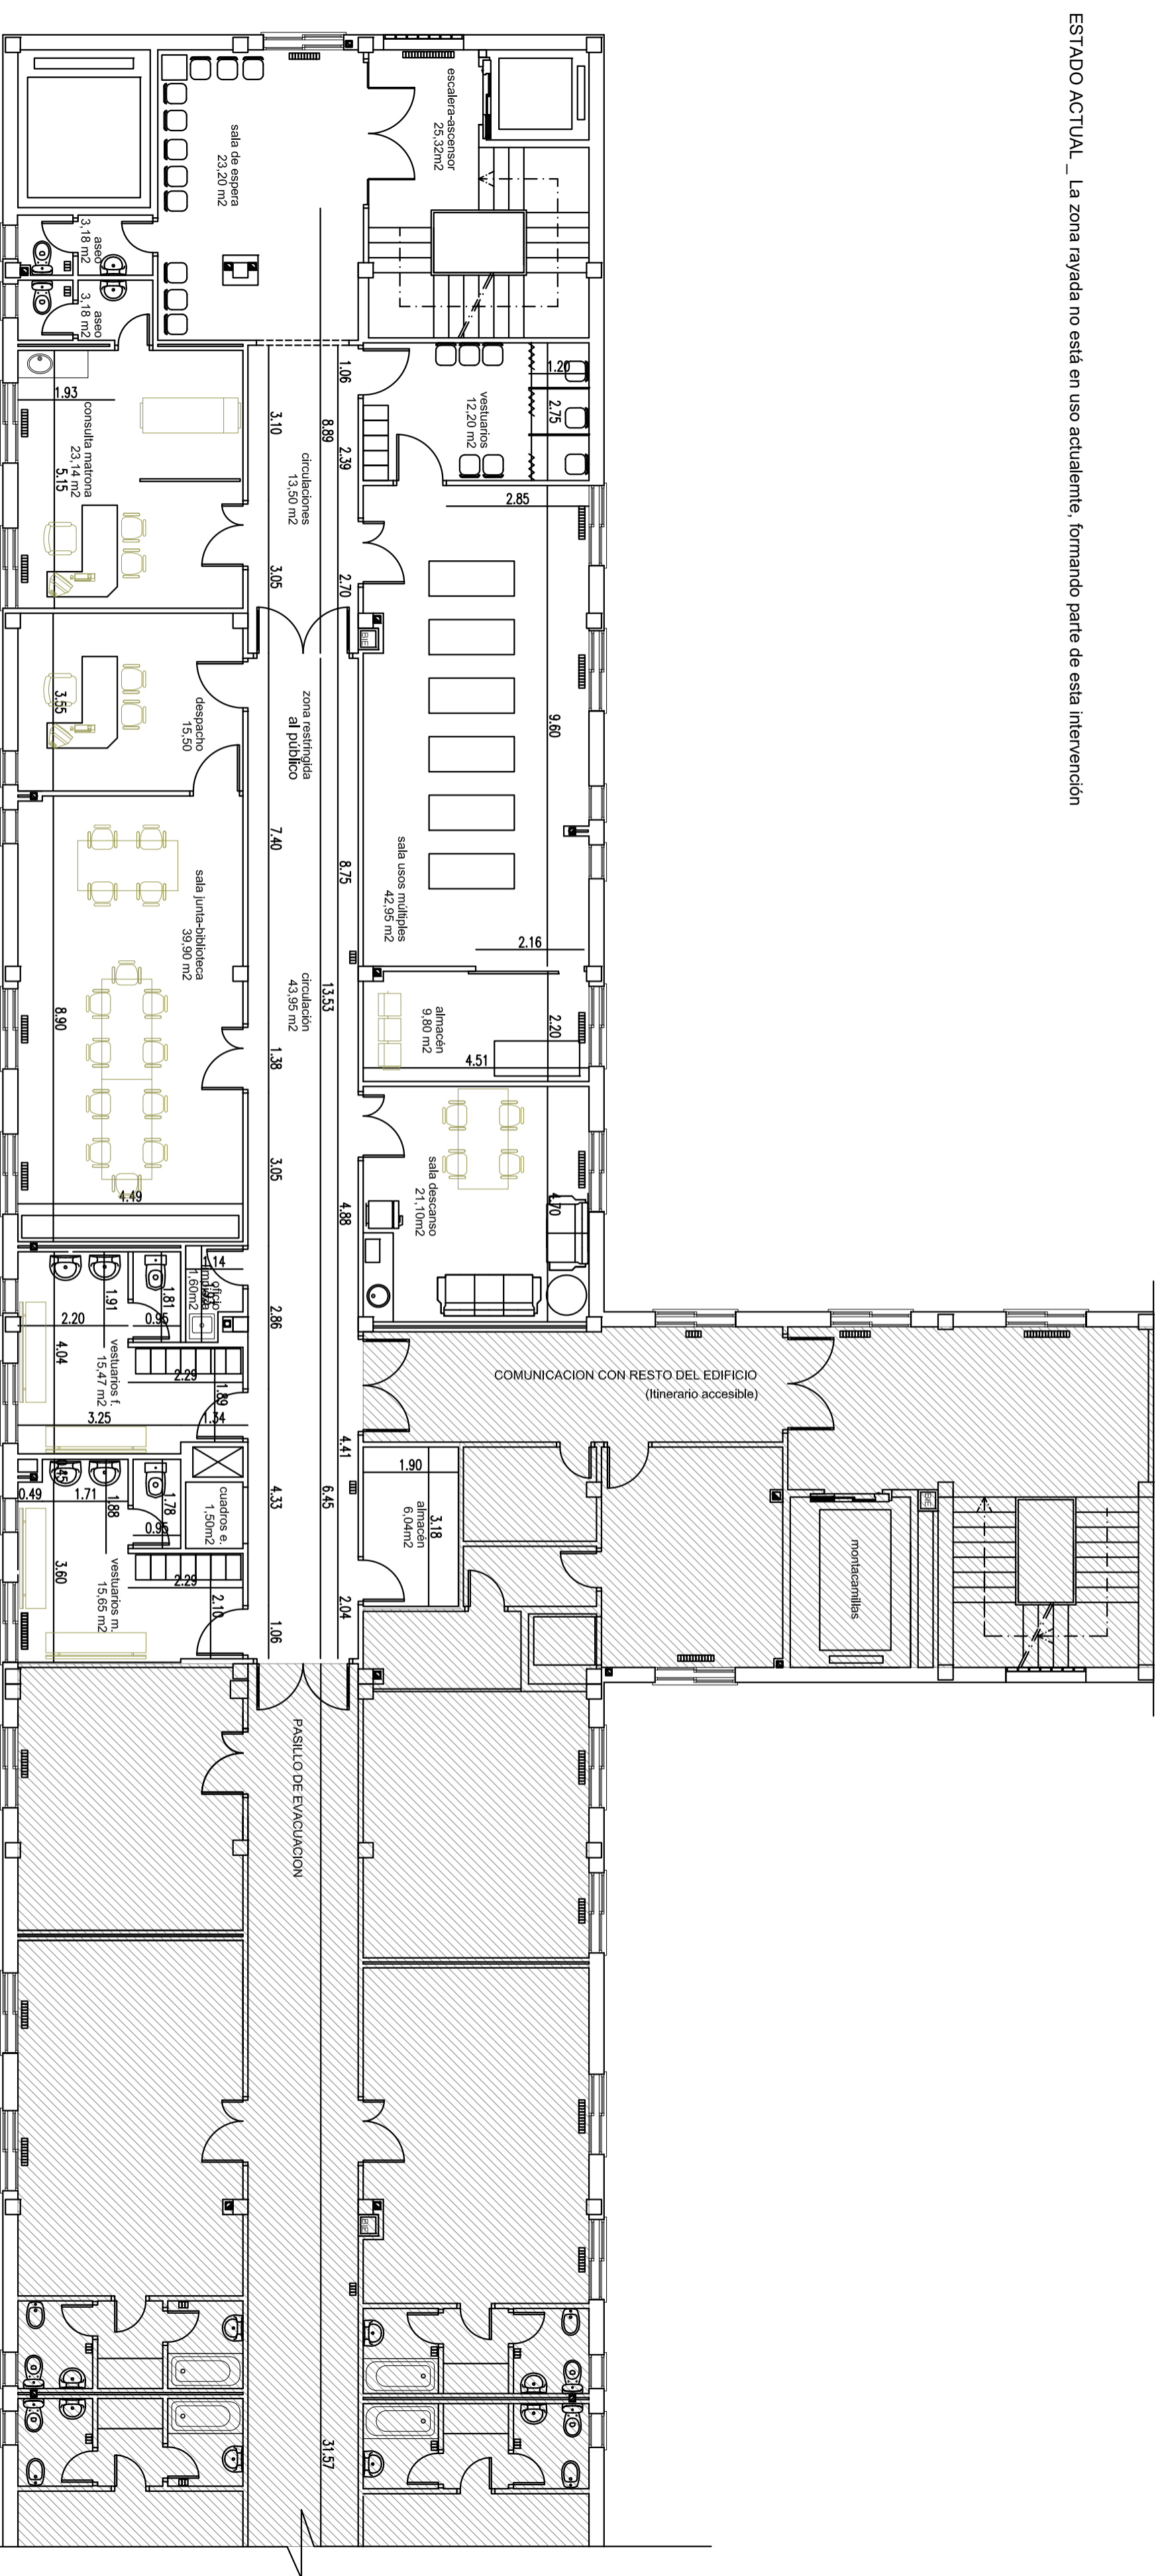 ESTADO ACTUAL _ La zona rayada no está en uso actualemte, formando parte de esta intervención
escalera-ascensor
25,32m2
sala de espera
23,20 m2
aseo
3,18 m2
aseo
3,18 m2
vestuarios
12,20 m2
1.20
2.75
1.06
2.39
8.89
3.10
circulaciones
13,50 m2
1.93
consulta matrona
23,14 m2
5.15
2.85
2.70
3.05
BIE
9.60
sala usos múltiples
42,95 m2
2.16
zona restringida
al público
despacho
15,50
3.55
7.40
8.75
sala junta-biblioteca
39,90 m2
8.90
4.49
13.53
circulación
43,95 m2
1.38
3.05
almacén
9,80 m2
2.20
4.51
sala descanso
21,10m2
4.70
4.88
2.86
1.14
oficio
limpieza
1,60m2
1.81
1.91
0.95
2.20
4.04
vestuarios f.
15,47 m2
2.29
1.89
3.25
1.34
COMUNICACION CON RESTO DEL EDIFICIO
(Itinerario accesible)
4.41
6.45
4.33
1.90
3.18
almacén
6,04m2
cuadros e.
1,50m2
0.49
1.71
1.88
1.78
0.95
3.60
vestuarios m.
15,65 m2
2.29
2.10
2.04
1.06
montacamillas
BIE
PASILLO DE EVACUACION
BIE
31.57